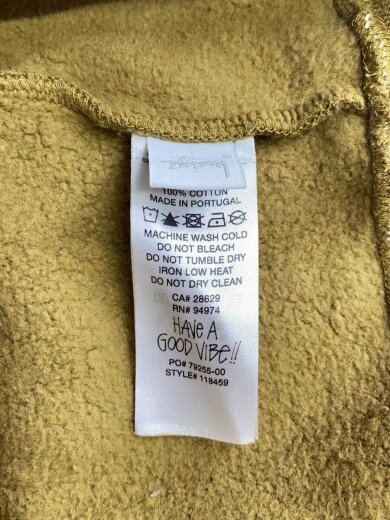 100% COTTON
MADE IN PORTUGAL
MACHINE WASH COLD
DO NOT BLEACH
DO NOT TUMBLE DRY
IRON LOW HEAT
DO NOT DRY CLEAN
CA# 28629
RN# 94974
HAVE A
GOOD VIBE!!
PO# 79255-00
STYLE# 118459